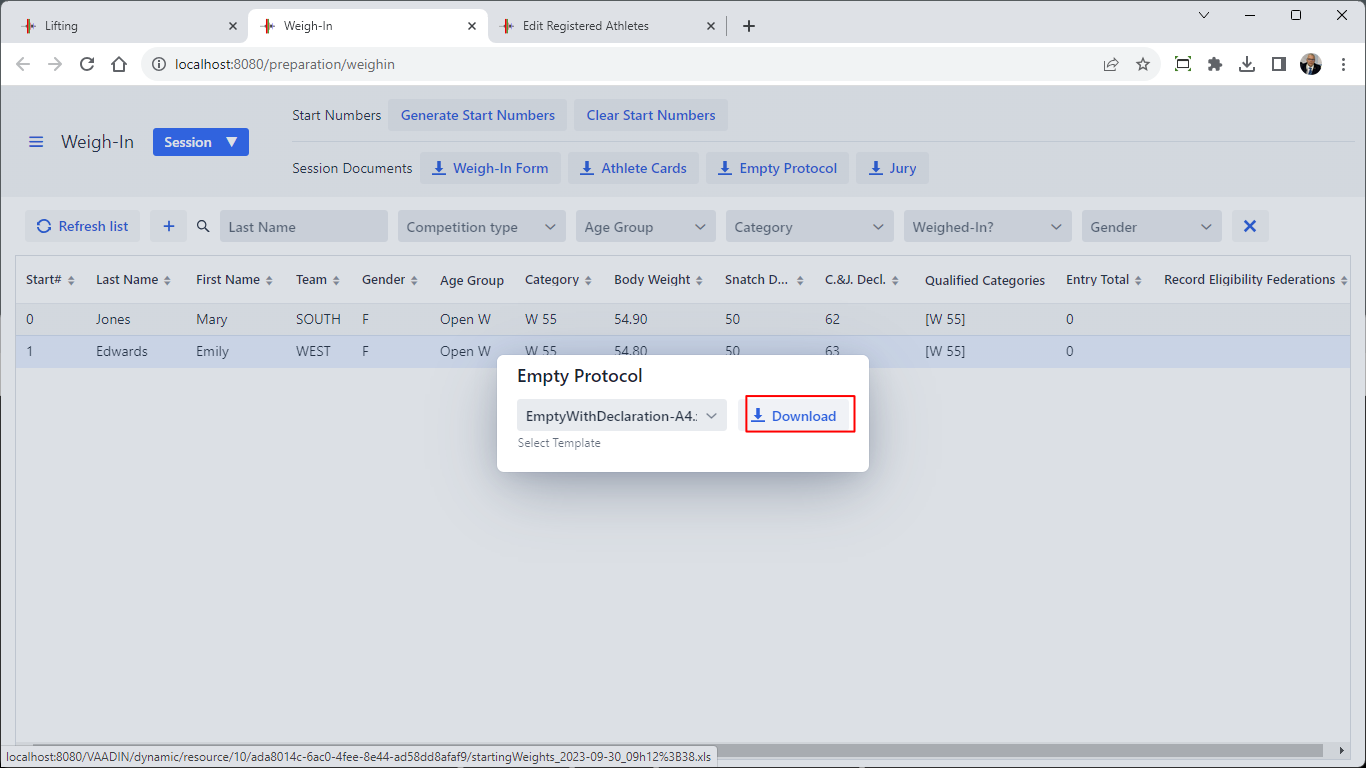 Lifting
Weigh-In
Edit Registered Athletes
localhost:8080/preparation/weighin
Start Numbers Generate Start Numbers Clear Start Numbers
Weigh-In Session
Session Documents Weigh-In Form Athlete Cards Empty Protocol Jury
Refresh list Last Name Competition type Age Group Category Weighed-In? Gender
Start# Last Name First Name Team Gender Age Group Category Body Weight Snatch D... C.&J. Decl. Qualified Categories Entry Total Record Eligibility Federations
0 Jones Mary SOUTH F Open W W 55 54.90 50 62 [W 55] 0
1 Edwards Emily WEST F Open W W 55 54.80 50 63 [W 55] 0
Empty Protocol
EmptyWithDeclaration-A4. Download
Select Template
localhost:8080/VAADIN/dynamic/resource/10/ada8014c-6ac0-4fee-8e44-ad58dd8afaf9/startingWeights_2023-09-30_09h12%3B38.xls